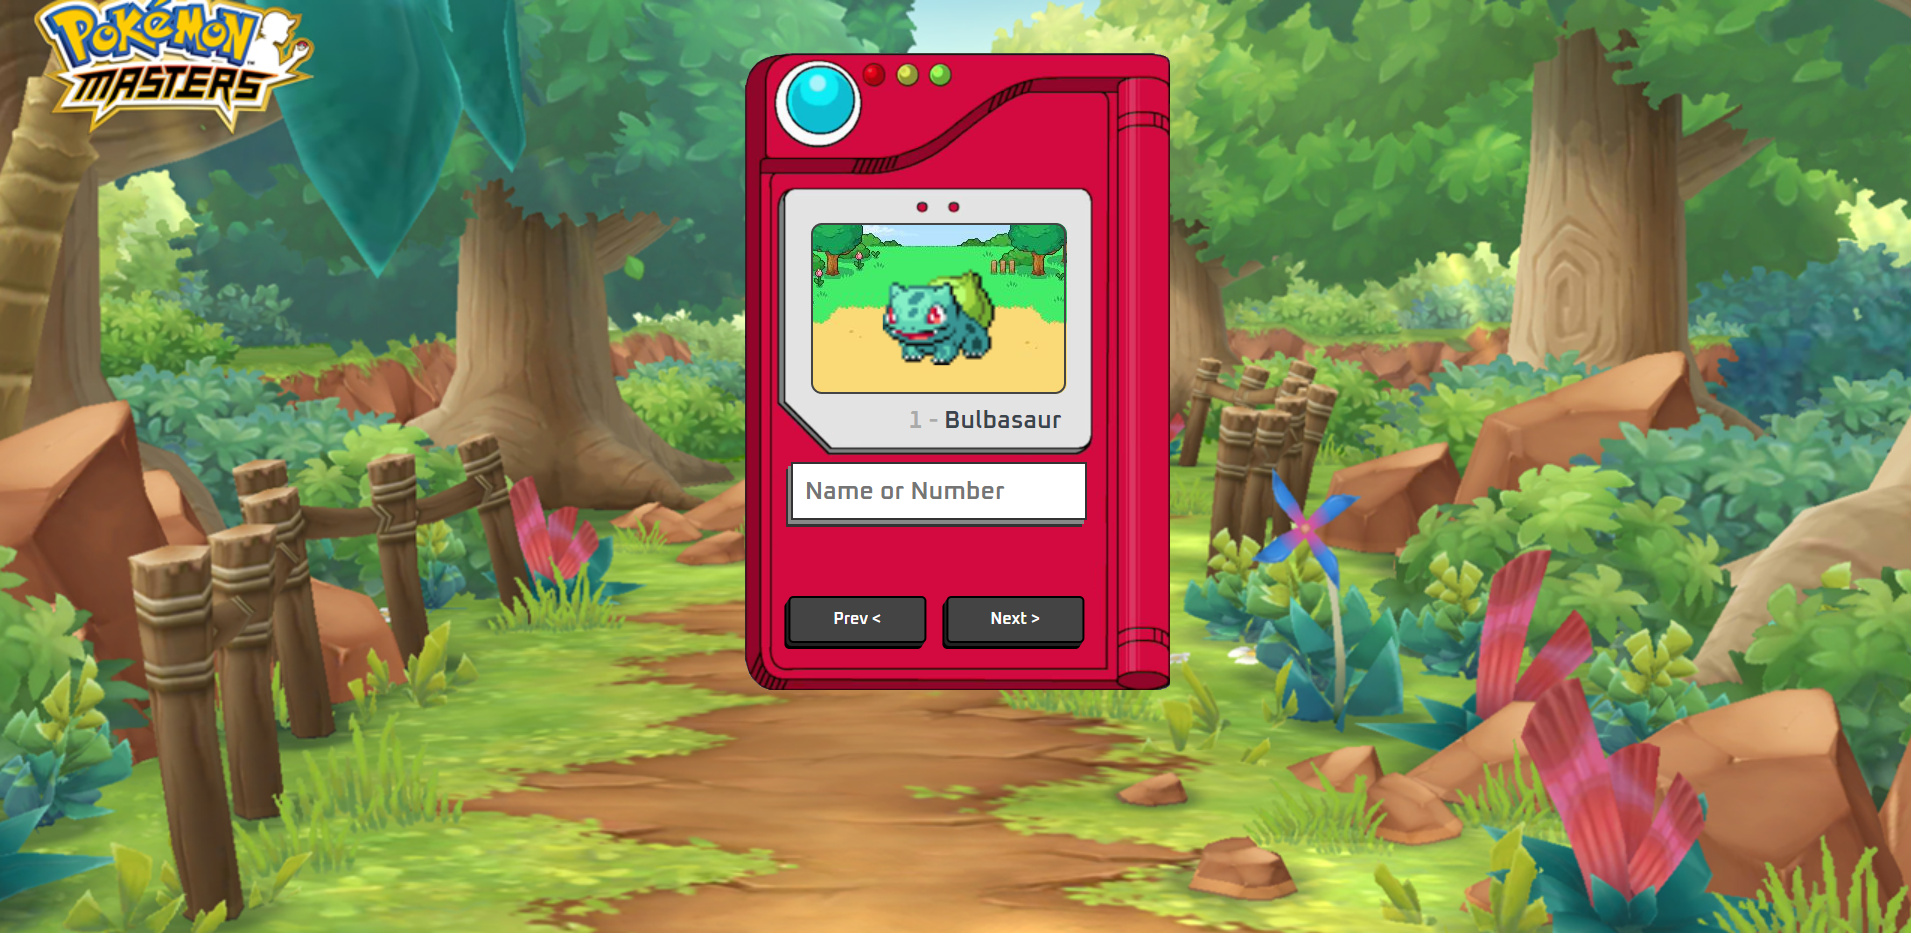 POKéMON
MASTERS
1 - Bulbasaur
Name or Number
Prev <
Next >